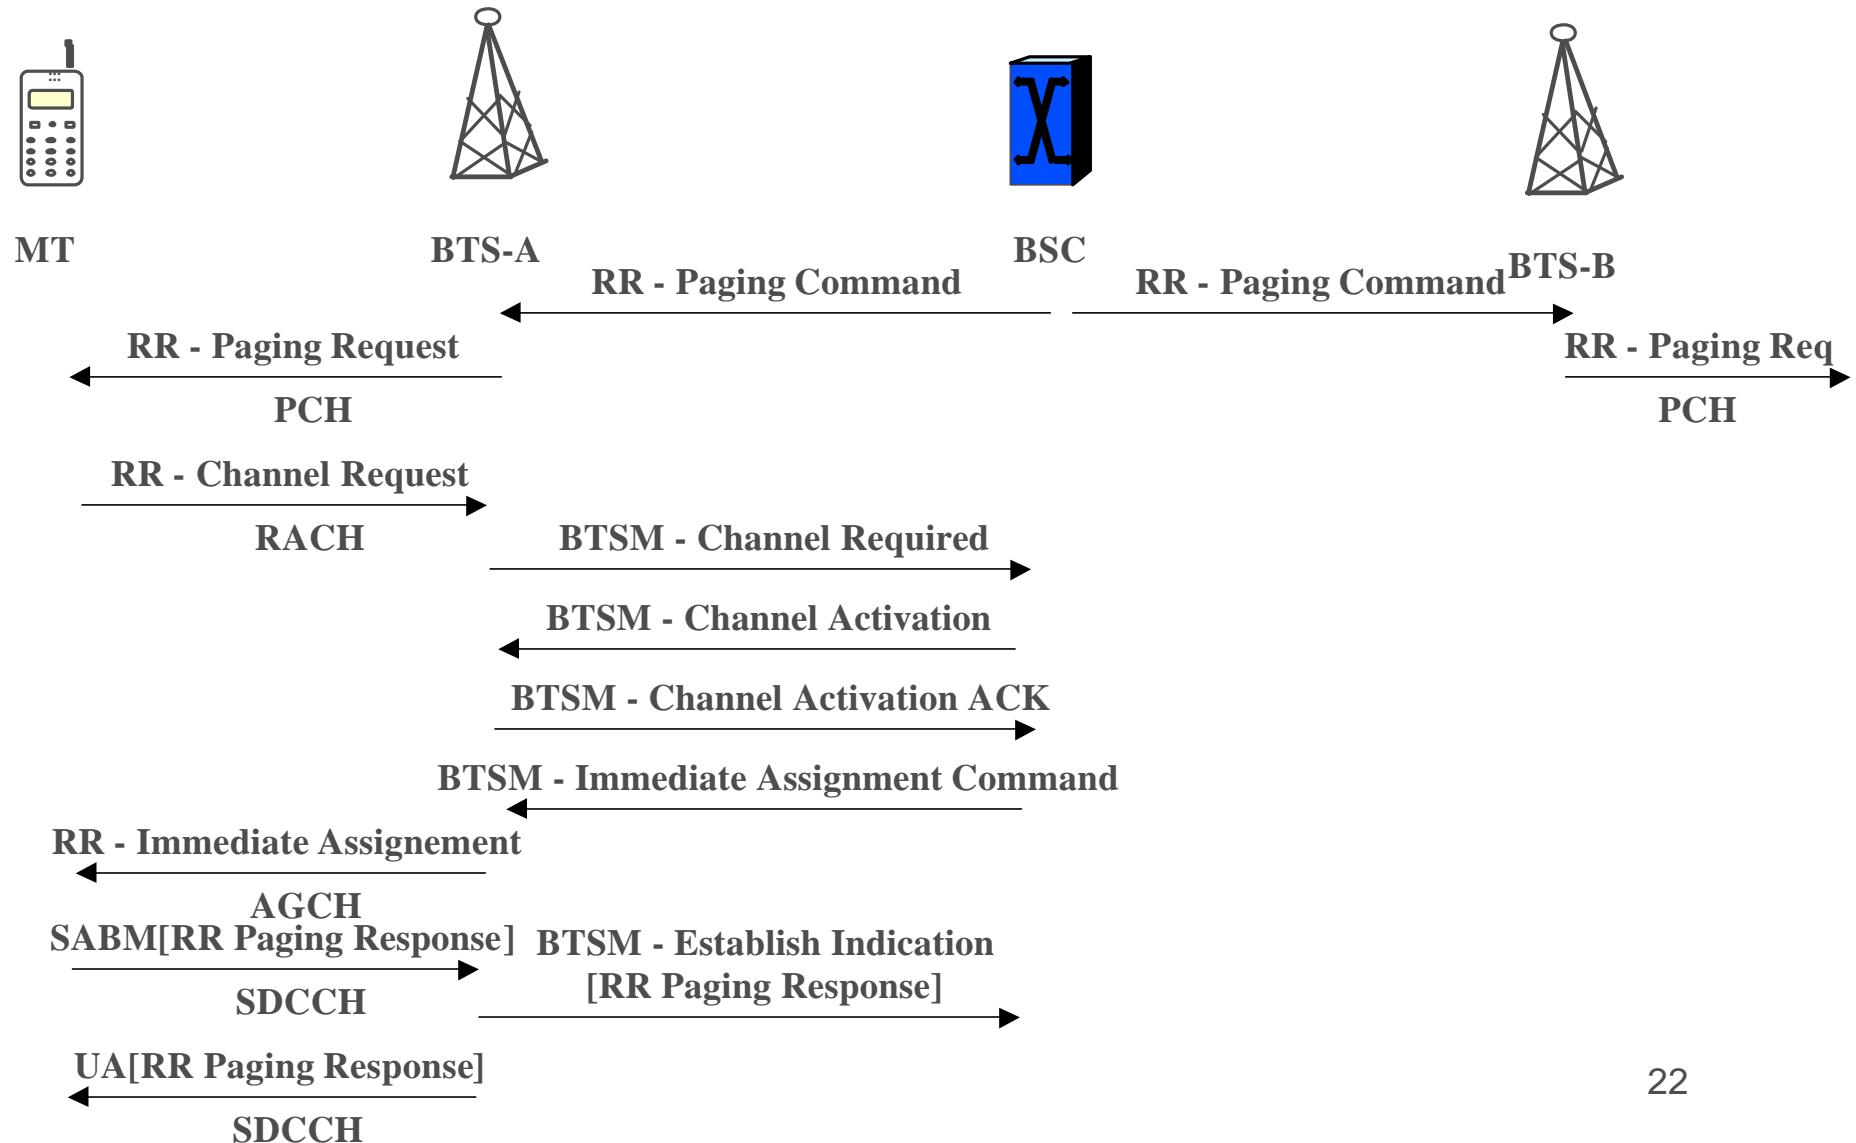 MT
BTS-A
BSC
BTS-B
RR - Paging Command
RR - Paging Command
RR - Paging Request
PCH
RR - Paging Req
PCH
RR - Channel Request
RACH
BTSM - Channel Required
BTSM - Channel Activation
BTSM - Channel Activation ACK
BTSM - Immediate Assignment Command
RR - Immediate Assignement
AGCH
SABM[RR Paging Response]
SDCCH
BTSM - Establish Indication
[RR Paging Response]
UA[RR Paging Response]
SDCCH
22